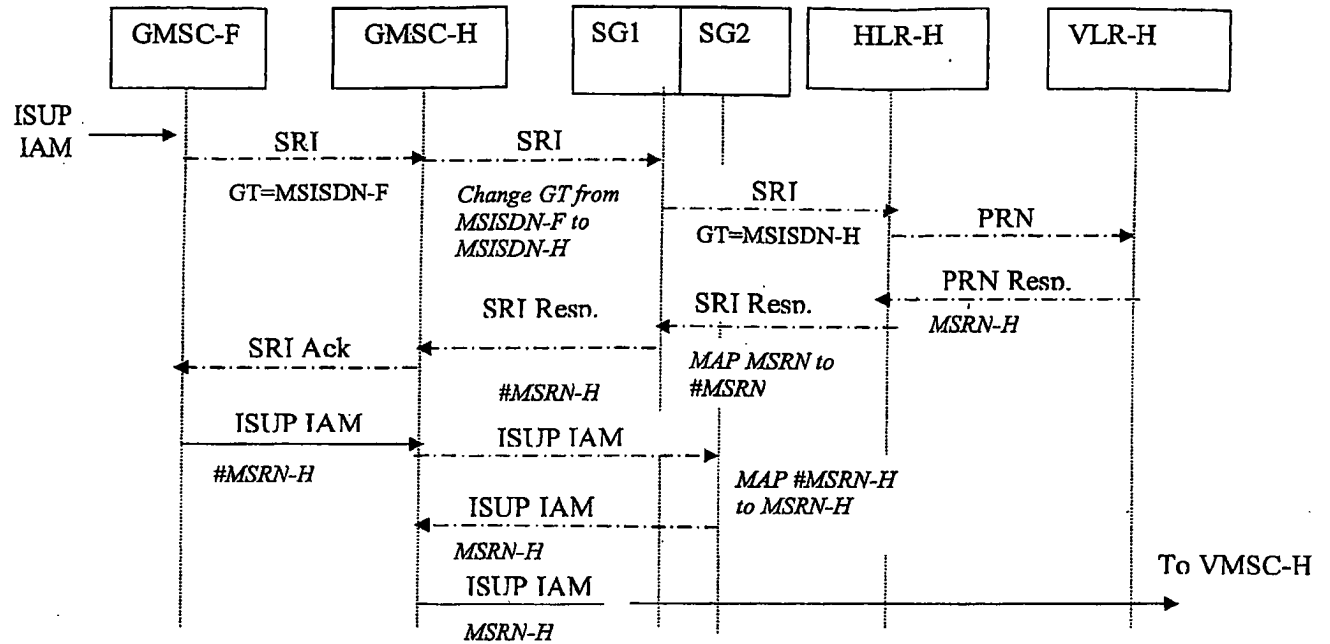 GMSC-F
GMSC-H
SG1
SG2
HLR-H
VLR-H
ISUP
IAM
SRI
SRI
GT=MSISDN-F
Change GT from
MSISDN-F to
MSISDN-H
SRI
GT=MSISDN-H
PRN
PRN Resp.
MSRN-H
SRI Resp.
SRI Resp.
SRI Ack
MAP MSRN to
#MSRN
#MSRN-H
ISUP IAM
ISUP IAM
#MSRN-H
MAP #MSRN-H
to MSRN-H
ISUP IAM
MSRN-H
To VMSC-H
ISUP IAM
MSRN-H